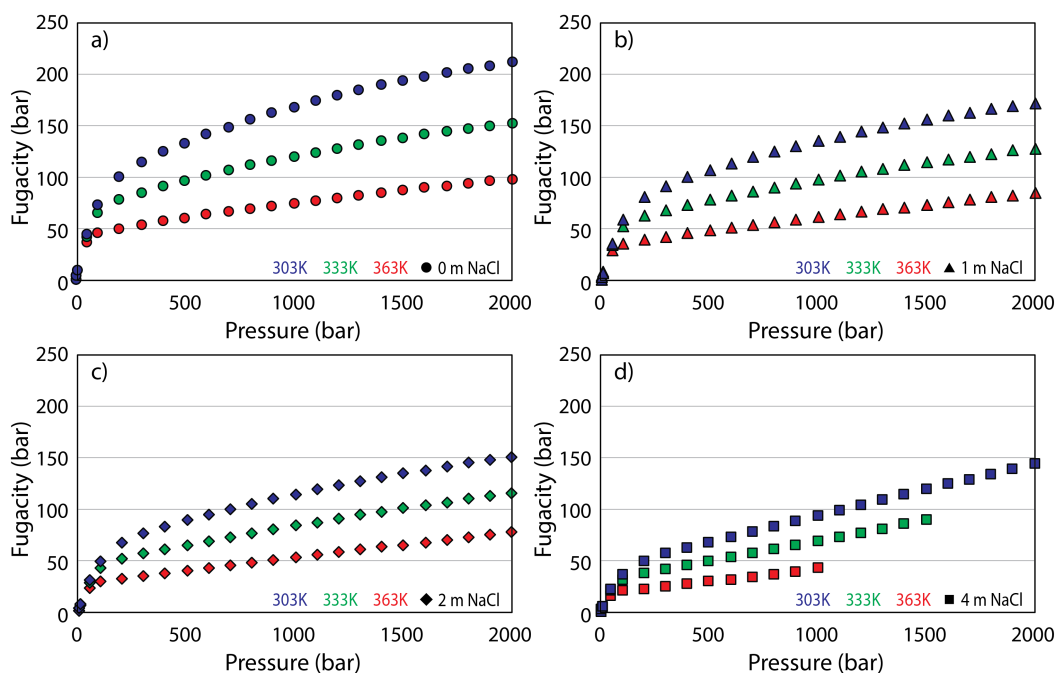 a)
Fugacity (bar)
250
200
150
100
50
0
303K 333K 363K 0 m NaCl
0 500 1000 1500 2000
Pressure (bar)
b)
Fugacity (bar)
250
200
150
100
50
0
303K 333K 363K 1 m NaCl
0 500 1000 1500 2000
Pressure (bar)
c)
Fugacity (bar)
250
200
150
100
50
0
303K 333K 363K 2 m NaCl
0 500 1000 1500 2000
Pressure (bar)
d)
Fugacity (bar)
250
200
150
100
50
0
303K 333K 363K 4 m NaCl
0 500 1000 1500 2000
Pressure (bar)